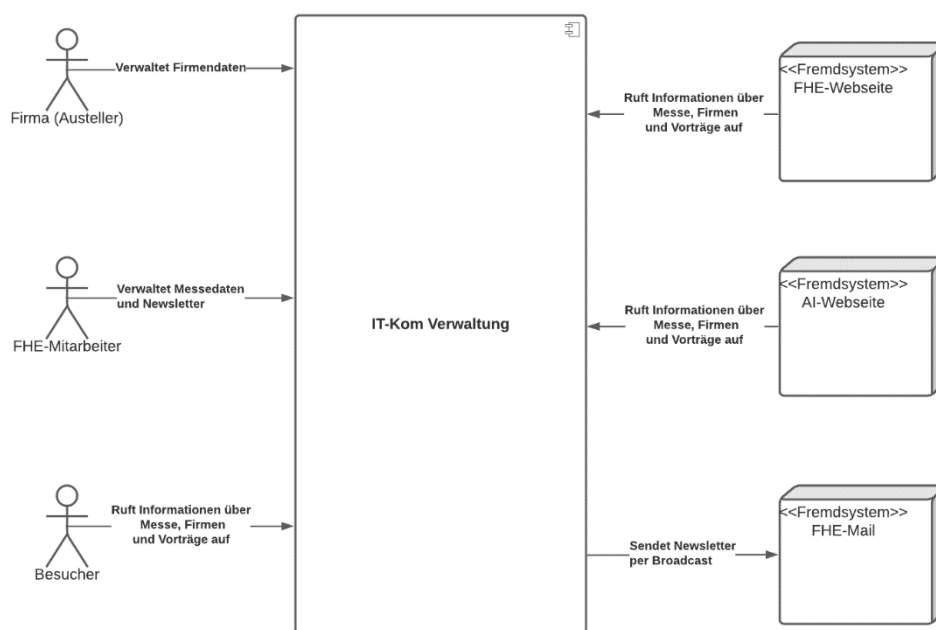 Verwaltet Firmendaten
Firma (Austeller)
Verwaltet Messedaten
und Newsletter
FHE-Mitarbeiter
Ruft Informationen über
Messe, Firmen
und Vorträge auf
Besucher
IT-Kom Verwaltung
<<Fremdsystem>>
FHE-Webseite
Ruft Informationen über
Messe, Firmen
und Vorträge auf
<<Fremdsystem>>
AI-Webseite
Ruft Informationen über
Messe, Firmen
und Vorträge auf
<<Fremdsystem>>
FHE-Mail
Sendet Newsletter
per Broadcast